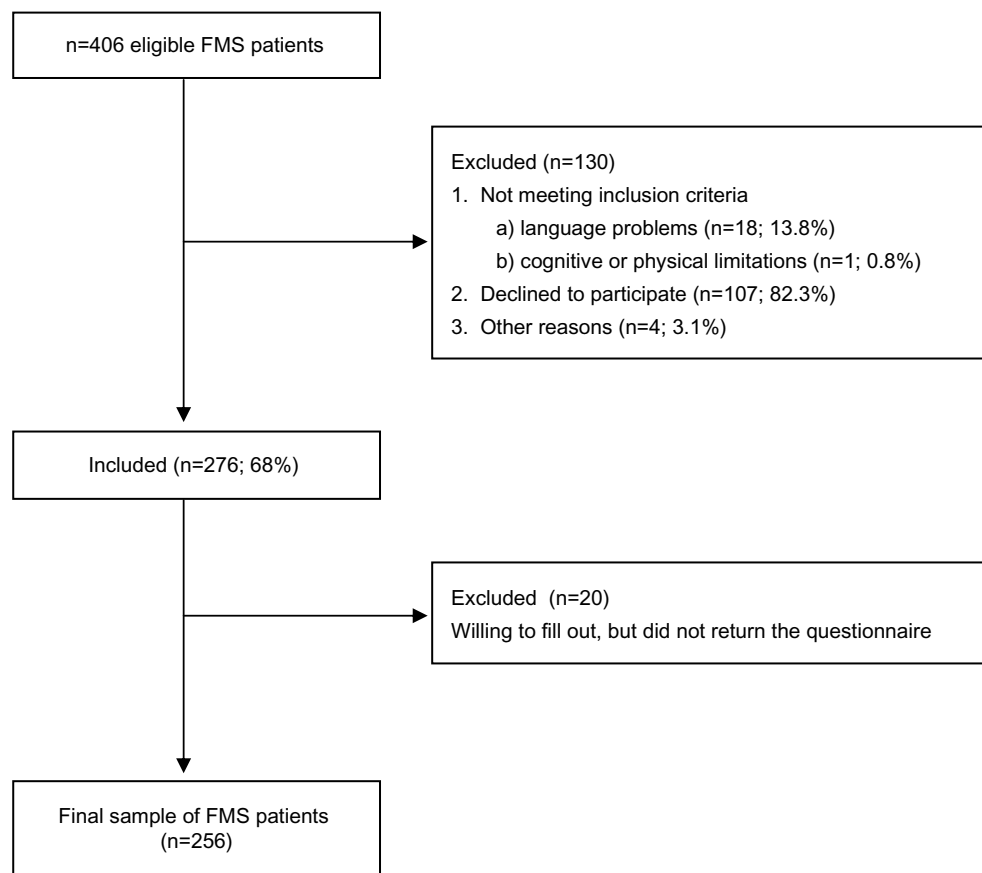 n=406 eligible FMS patients
Excluded (n=130)
1. Not meeting inclusion criteria
a) language problems (n=18; 13.8%)
b) cognitive or physical limitations (n=1; 0.8%)
2. Declined to participate (n=107; 82.3%)
3. Other reasons (n=4; 3.1%)
Included (n=276; 68%)
Excluded (n=20)
Willing to fill out, but did not return the questionnaire
Final sample of FMS patients
(n=256)